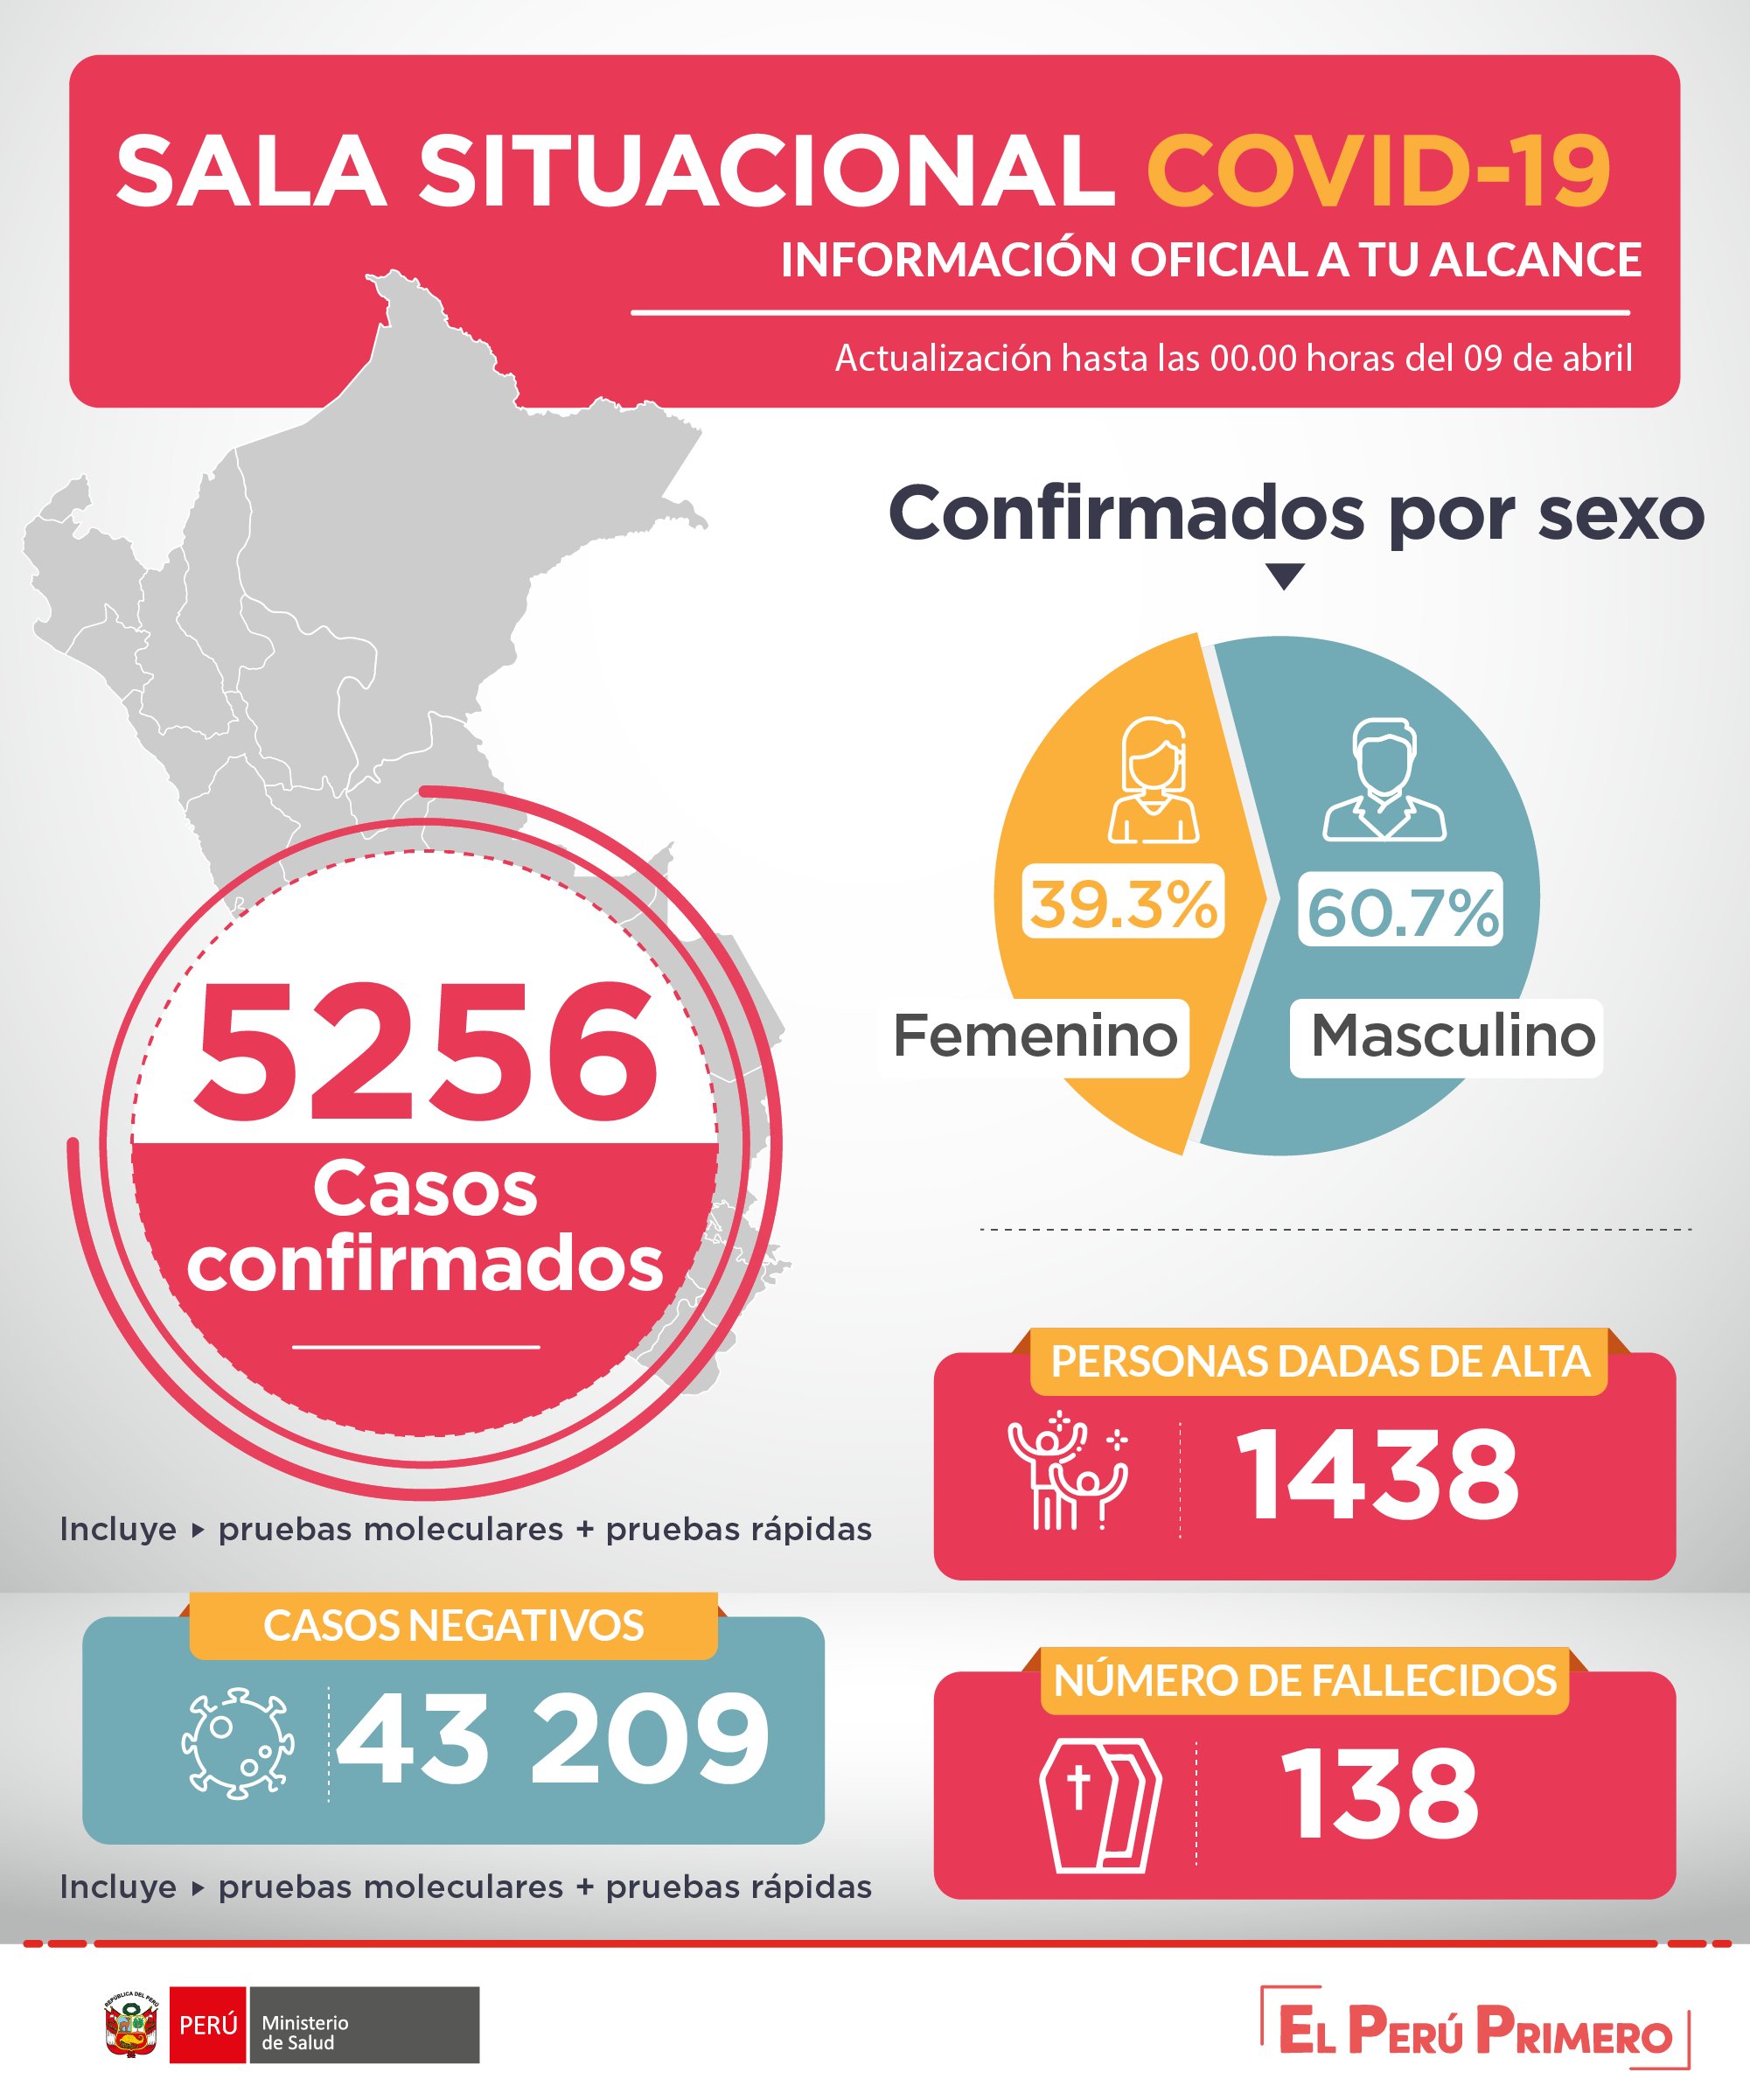 SALA SITUACIONAL COVID-19
INFORMACIÓN OFICIAL A TU ALCANCE
Actualización hasta las 00.00 horas del 09 de abril
Confirmados por sexo
39.3%
60.7%
Femenino
Masculino
5256
Casos
confirmados
Incluye ▸ pruebas moleculares + pruebas rápidas
PERSONAS DADAS DE ALTA
1438
CASOS NEGATIVOS
43 209
Incluye ▸ pruebas moleculares + pruebas rápidas
NÚMERO DE FALLECIDOS
138
REPÚBLICA DEL PERÚ
PERÚ
Ministerio
de Salud
EL PERÚ PRIMERO